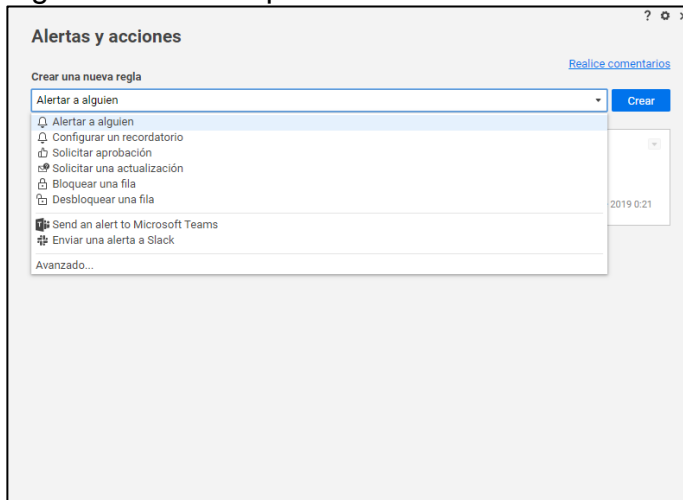 ? ×
Alertas y acciones
Realice comentarios
Crear una nueva regla
Alertar a alguien
Crear
Alertar a alguien
Configurar un recordatorio
Solicitar aprobación
Solicitar una actualización
Bloquear una fila
Desbloquear una fila
2019 0:21
Send an alert to Microsoft Teams
Enviar una alerta a Slack
Avanzado...